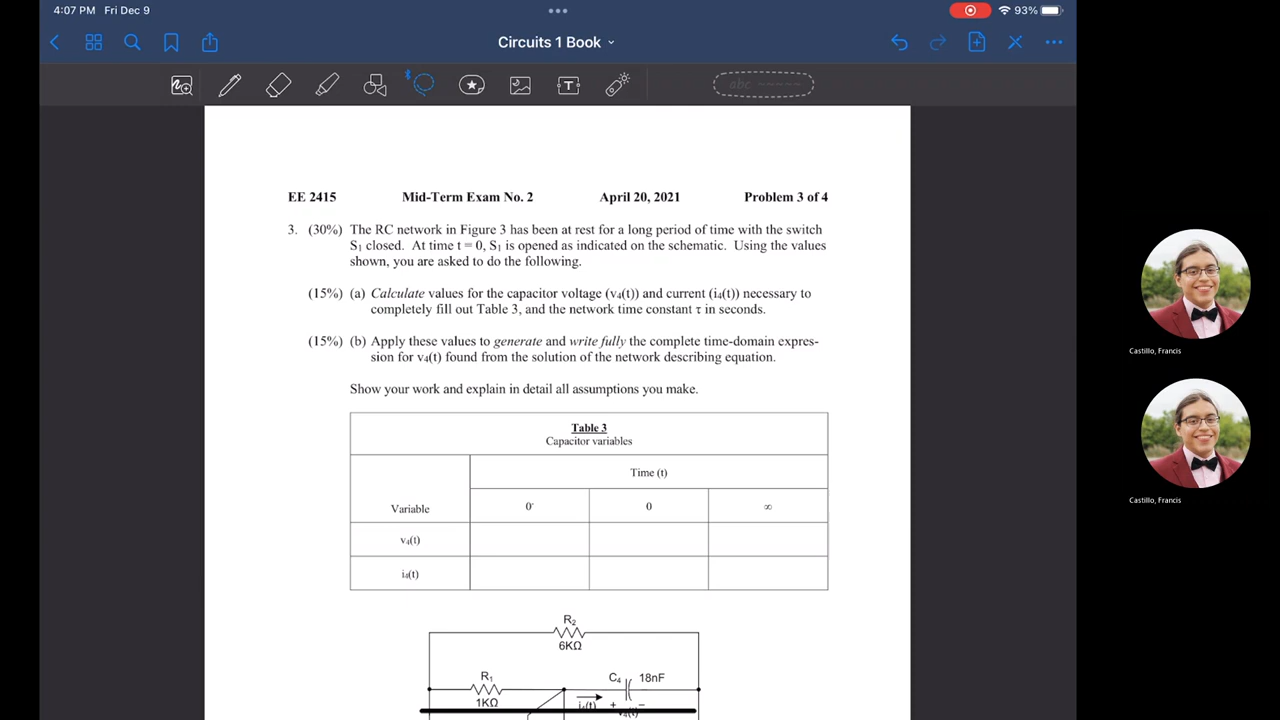 4:07 PM Fri Dec 9
93%
Circuits 1 Book
abc
EE 2415 Mid-Term Exam No. 2 April 20, 2021 Problem 3 of 4
3. (30%) The RC network in Figure 3 has been at rest for a long period of time with the switch
S₁ closed. At time t = 0, S₁ is opened as indicated on the schematic. Using the values
shown, you are asked to do the following.
(15%) (a) Calculate values for the capacitor voltage (v₄(t)) and current (i₄(t)) necessary to
completely fill out Table 3, and the network time constant τ in seconds.
(15%) (b) Apply these values to generate and write fully the complete time-domain expres-
sion for v₄(t) found from the solution of the network describing equation.
Show your work and explain in detail all assumptions you make.
Table 3
Capacitor variables
Time (t)
Variable 0⁻ 0 ∞
v₄(t)
i₄(t)
R₂
6KΩ
R₁ C₄ 18nF
1KΩ i₄(t) + −
v₄(t)
Castillo, Francis
Castillo, Francis